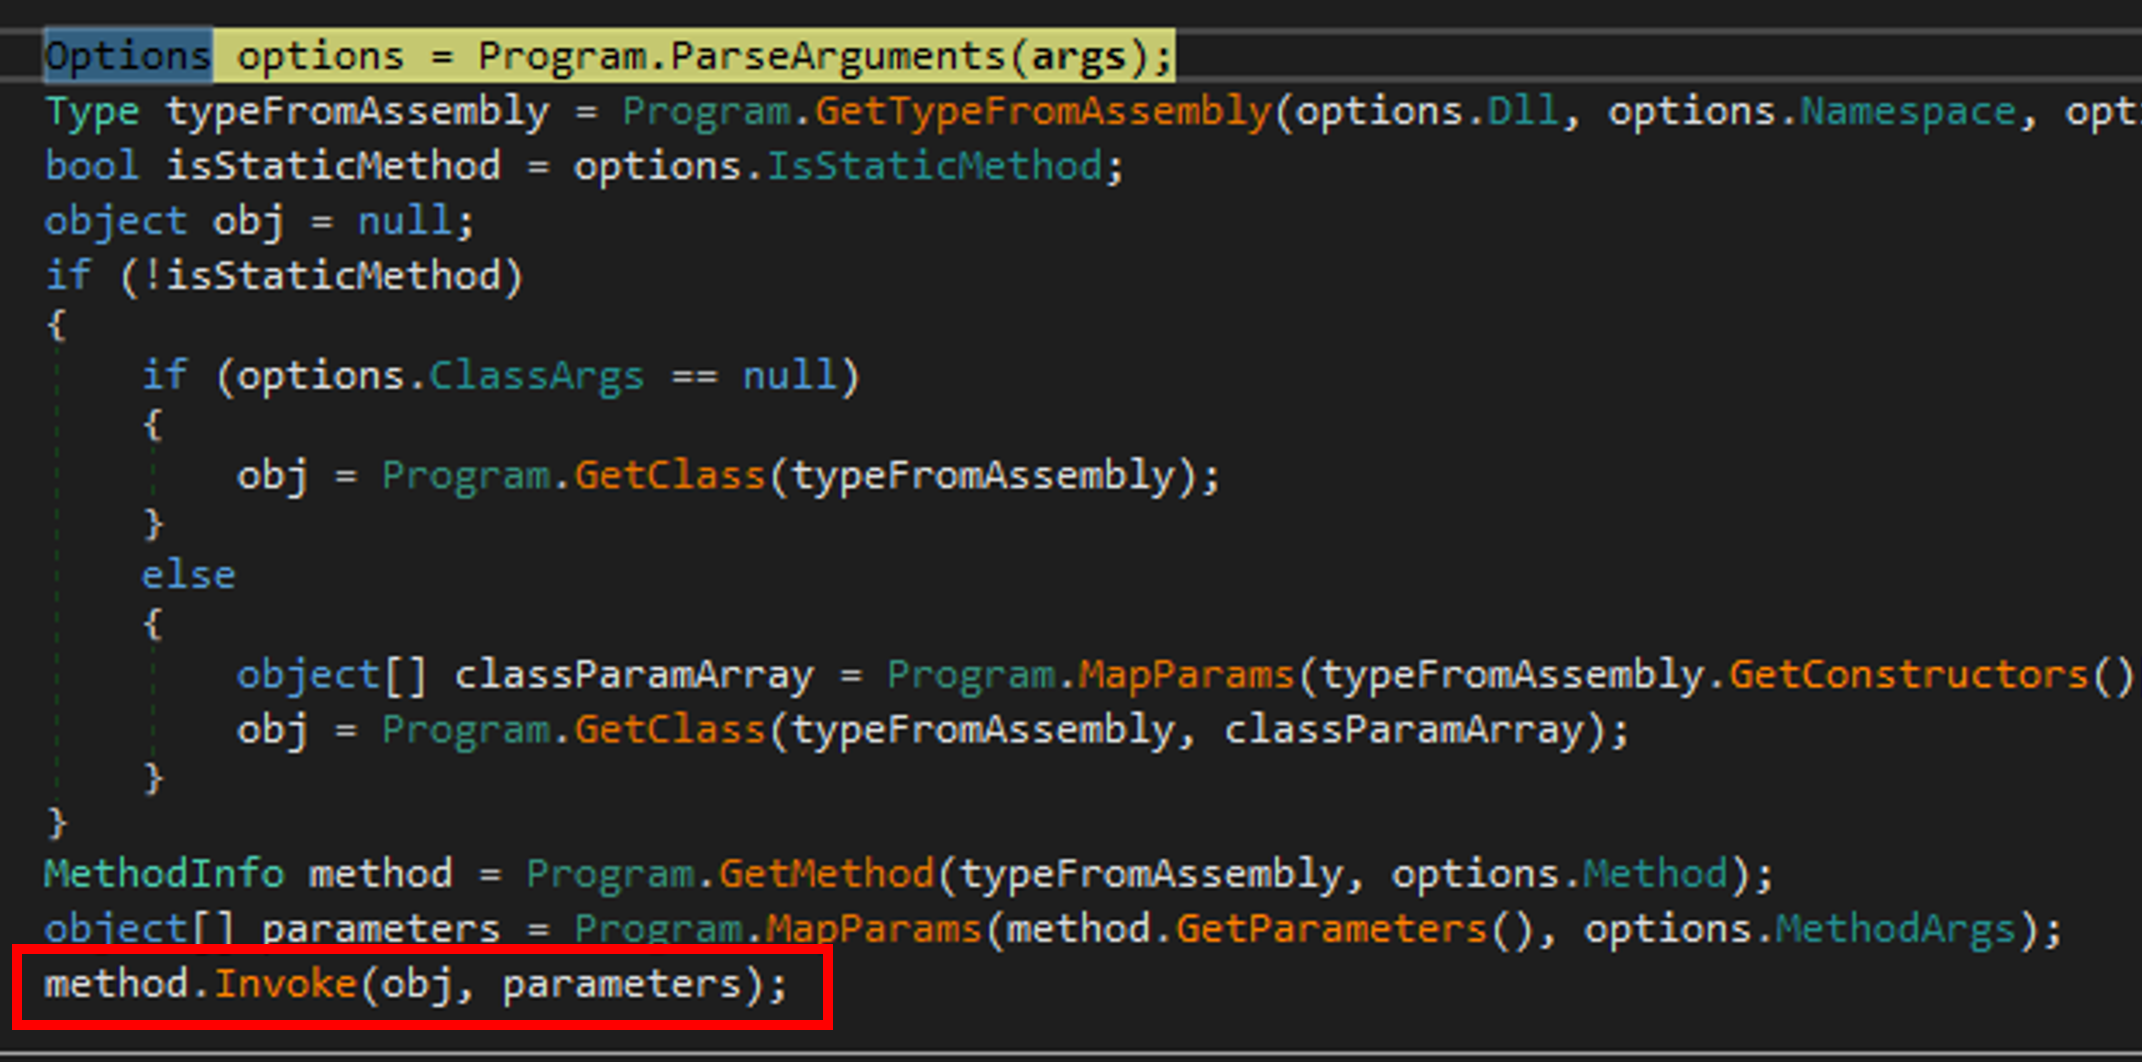 Options options = Program.ParseArguments(args);
Type typeFromAssembly = Program.GetTypeFromAssembly(options.Dll, options.Namespace, opt
bool isStaticMethod = options.IsStaticMethod;
object obj = null;
if (!isStaticMethod)
{
if (options.ClassArgs == null)
{
obj = Program.GetClass(typeFromAssembly);
}
else
{
object[] classParamArray = Program.MapParams(typeFromAssembly.GetConstructors()
obj = Program.GetClass(typeFromAssembly, classParamArray);
}
}
MethodInfo method = Program.GetMethod(typeFromAssembly, options.Method);
object[] parameters = Program.MapParams(method.GetParameters(), options.MethodArgs);
method.Invoke(obj, parameters);